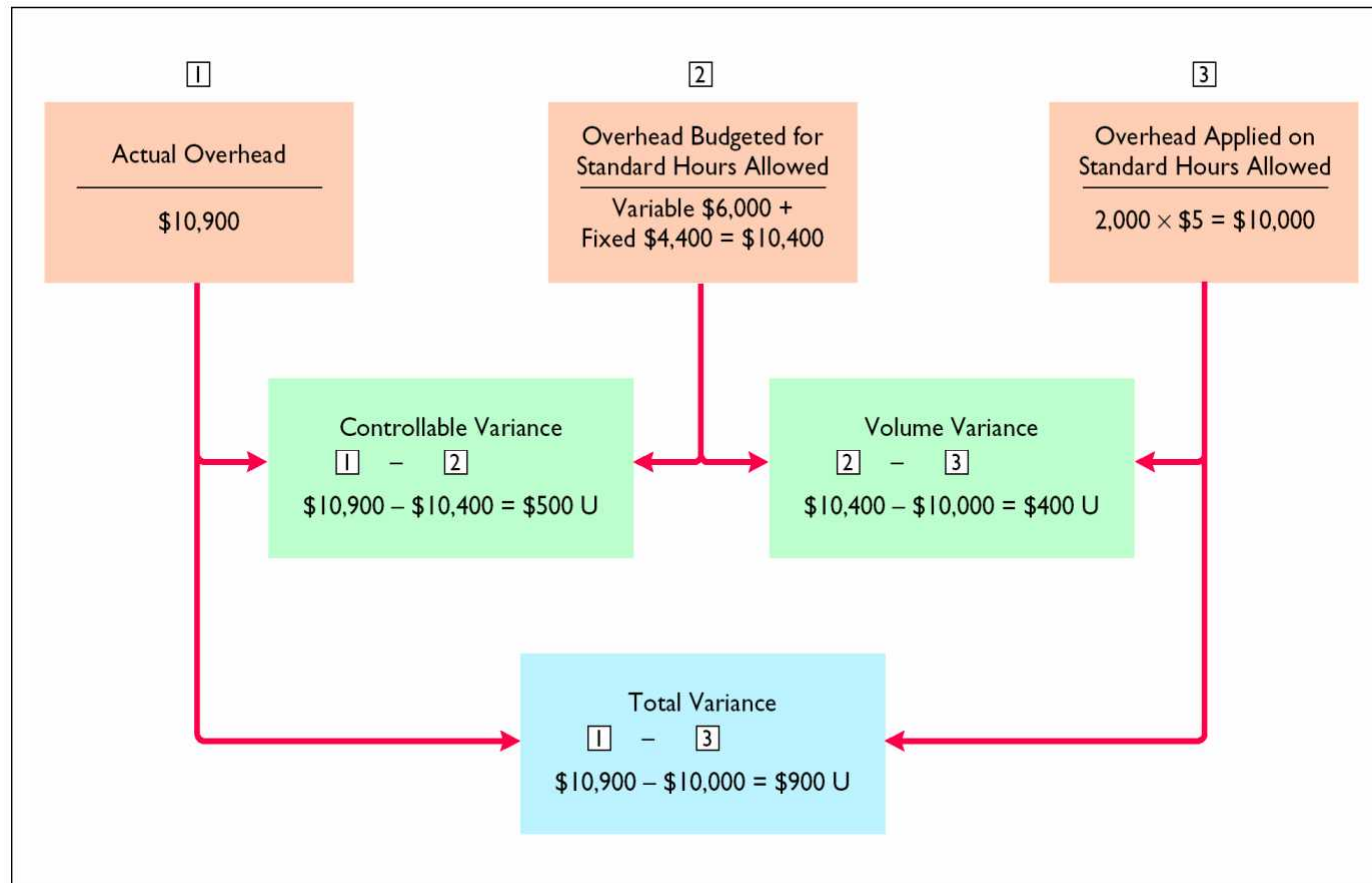 1
2
3
Actual Overhead
$10,900
Overhead Budgeted for
Standard Hours Allowed
Variable $6,000 +
Fixed $4,400 = $10,400
Overhead Applied on
Standard Hours Allowed
2,000 × $5 = $10,000
Controllable Variance
1 – 2
$10,900 – $10,400 = $500 U
Volume Variance
2 – 3
$10,400 – $10,000 = $400 U
Total Variance
1 – 3
$10,900 – $10,000 = $900 U